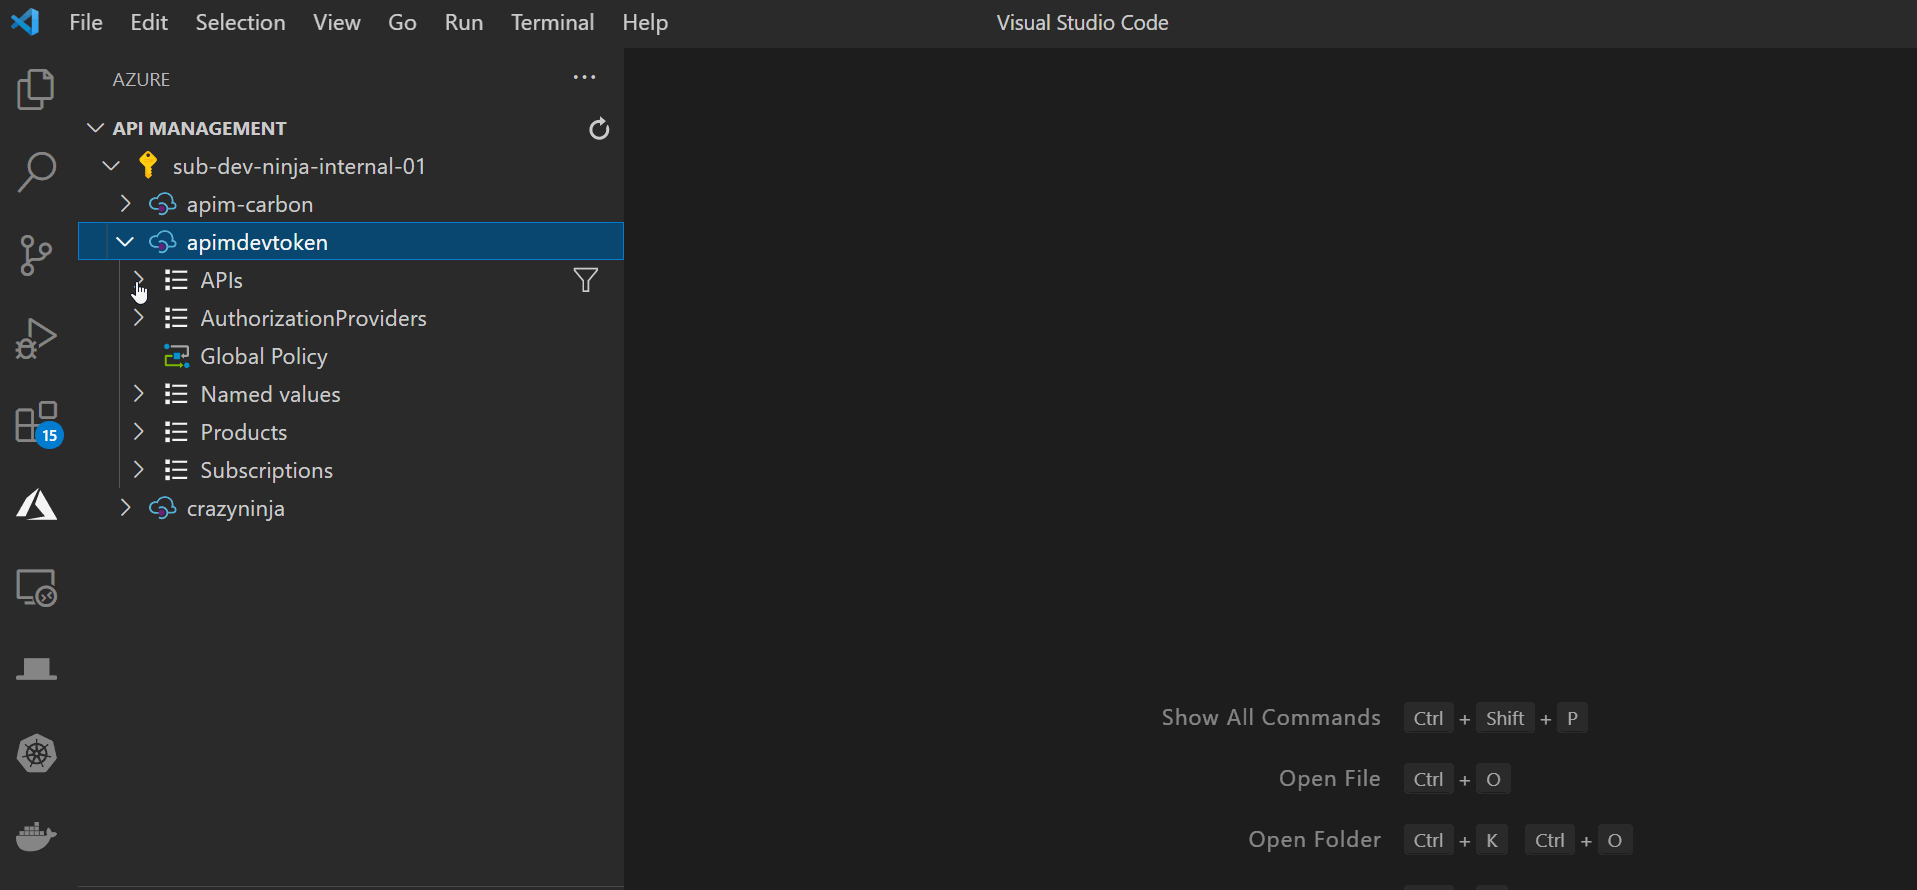 File Edit Selection View Go Run Terminal Help Visual Studio Code
AZURE ...
API MANAGEMENT
sub-dev-ninja-internal-01
apim-carbon
apimdevtoken
APIs
AuthorizationProviders
Global Policy
Named values
Products
Subscriptions
crazyninja
15
Show All Commands Ctrl + Shift + P
Open File Ctrl + O
Open Folder Ctrl + K Ctrl + O